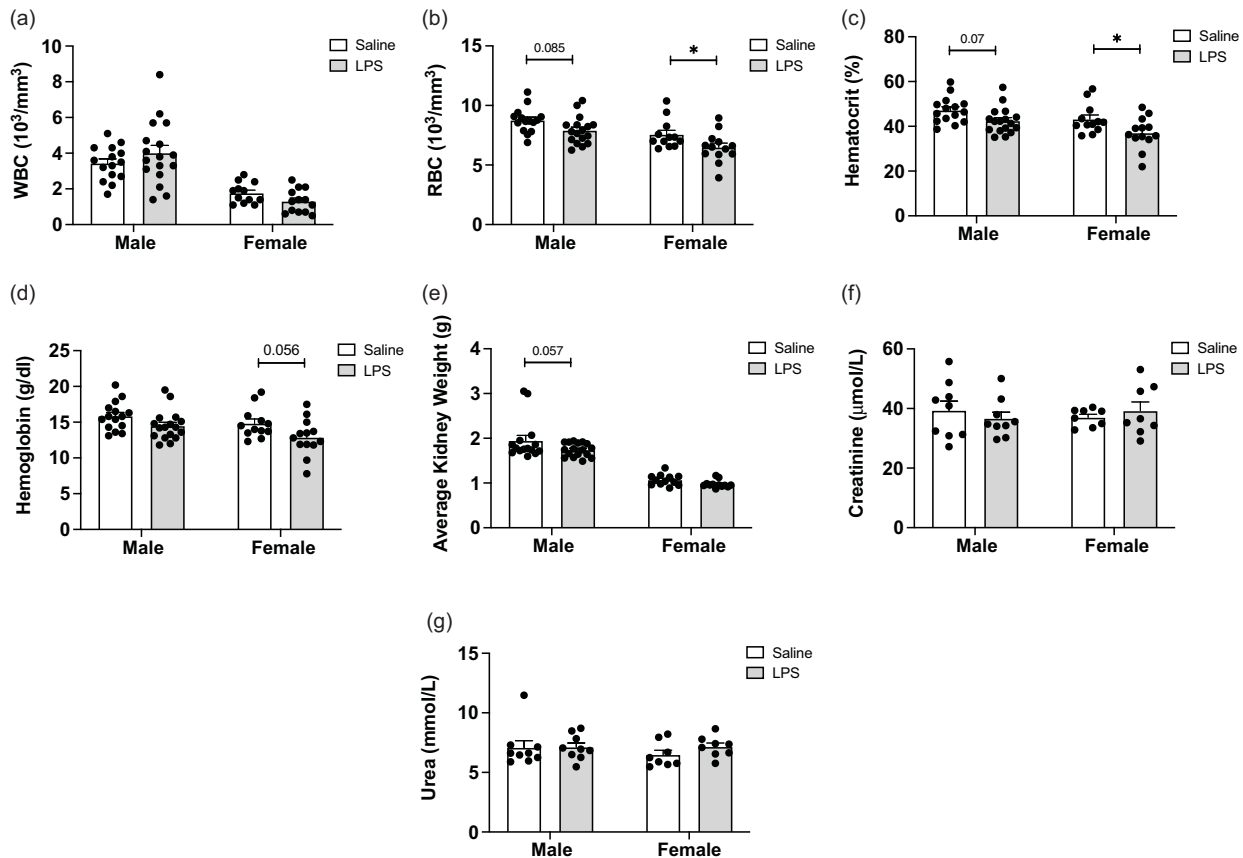 (a)
Saline
LPS
WBC (10³/mm³)
10
8
6
4
2
0
Male
Female
(b)
Saline
LPS
RBC (10³/mm³)
15
10
5
0
0.085
*
Male
Female
(c)
Saline
LPS
Hematocrit (%)
80
60
40
20
0
0.07
*
Male
Female
(d)
Saline
LPS
Hemoglobin (g/dl)
25
20
15
10
5
0
0.056
Male
Female
(e)
Saline
LPS
Average Kidney Weight (g)
4
3
2
1
0
0.057
Male
Female
(f)
Saline
LPS
Creatinine (μmol/L)
60
40
20
0
Male
Female
(g)
Saline
LPS
Urea (mmol/L)
15
10
5
0
Male
Female